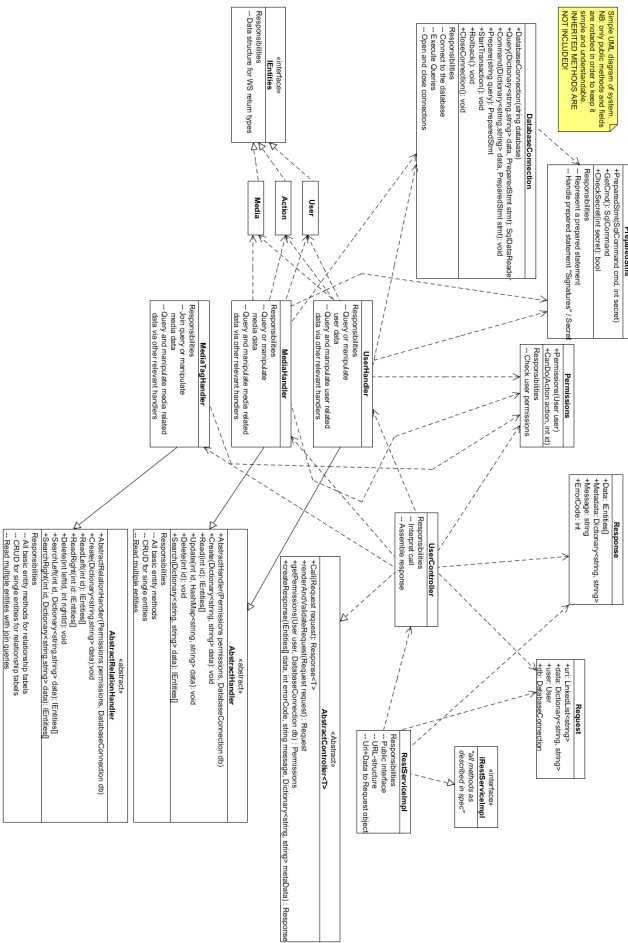 Simple UML diagram of system.
NB: only public methods and fields
are notated in order to keep it
simple and understandable.
INHERITED METHODS ARE
NOT INCLUDED!
DatabaseConnection
+DatabaseConnection(string database)
+Query(Dictionary<string,string> data, PreparedStmt stmt): SqlDataReader
+Command(Dictionary<string,string> data, PreparedStmt stmt): void
+Prepare(string query): PreparedStmt
+StartTransaction(): void
+Rollback(): void
+CloseConnection(): void
Responsibilities
-- Connect to the database
-- Execute Queries
-- Open and close connections
PreparedStmt
+PreparedStmt(SqlCommand cmd, int secret)
+GetCmd(): SqlCommand
+CheckSecret(int secret): bool
Responsibilities
-- Represent a prepared statement
-- Handle prepared statement "Signatures" / Secret
Permissions
+Permissions(User user)
+CanDo(Action action, int id)
Responsibilities
-- Check user permissions
Response
+Data: IEntities[]
+Metadata: Dictionary<string, string>
+Message: string
+ErrorCode: int
Request
+uri: LinkedList<string>
+data: Dictionary<string, string>
+user: User
+db: DatabaseConnection
«interface»
IEntities
Responsibilities
-- Data structure for WS return types
User
Action
Media
UserHandler
Responsibilities
-- Query or manipulate
user data
-- Query and manipulate user related
data via other relevant handlers
MediaHandler
Responsibilities
-- Query or manipulate
media data
-- Query and manipulate media related
data via other relevant handlers
MediaTagHandler
Responsibilities
-- Join query or manipulate
media data
-- Query and manipulate media related
data via other relevant handlers
UserController
Responsibilities
-- Interpret call
-- Assemble response
«interface»
iRestServiceImpl
"all methods as
described in spec"
RestServiceImpl
Responsibilities
-- Public interface
-- URL-structure
-- Uri+Data to Request object
«Abstract»
AbstractController<T>
+Call(Request request): Response<T>
+renderAndValidateRequest(Request request) : Request
+getPermissions(User user, DatabaseConnection db) : Permissions
+createResponse(IEntities[] data, int errorCode, string message, Dictionary<string, string> metaData) : Response
«abstract»
AbstractHandler
+AbstractHandler(Permissions permissions, DatabaseConnection db)
+Create(Dictionary<string, string> data): void
+Read(int id): IEntities[]
+Update(int id, HashMap<string, string> data): void
+Delete(int id): void
+Search(Dictionary<string, string> data): IEntities[]
Responsibilities
-- All basic entity methods
-- CRUD for single entities
-- Read multiple entities
«abstract»
AbstractRelationHandler
+AbstractRelationHandler(Permissions permissions, DatabaseConnection db)
+Create(Dictionary<string,string> data):void
+ReadLeft(int id): IEntities[]
+ReadRight(int id: IEntities[]
+Delete(int leftId, int rightId): void
+SearchLeft(int id, Dictionary<string,string> data): IEntities[]
+SearchRight(int id, Dictionary<string,string> data): IEntities[]
Responsibilities
-- All basic entity methods for relationship tabels
-- CRUD for single entities for relationship tabels
-- Read multiple entities with join queries